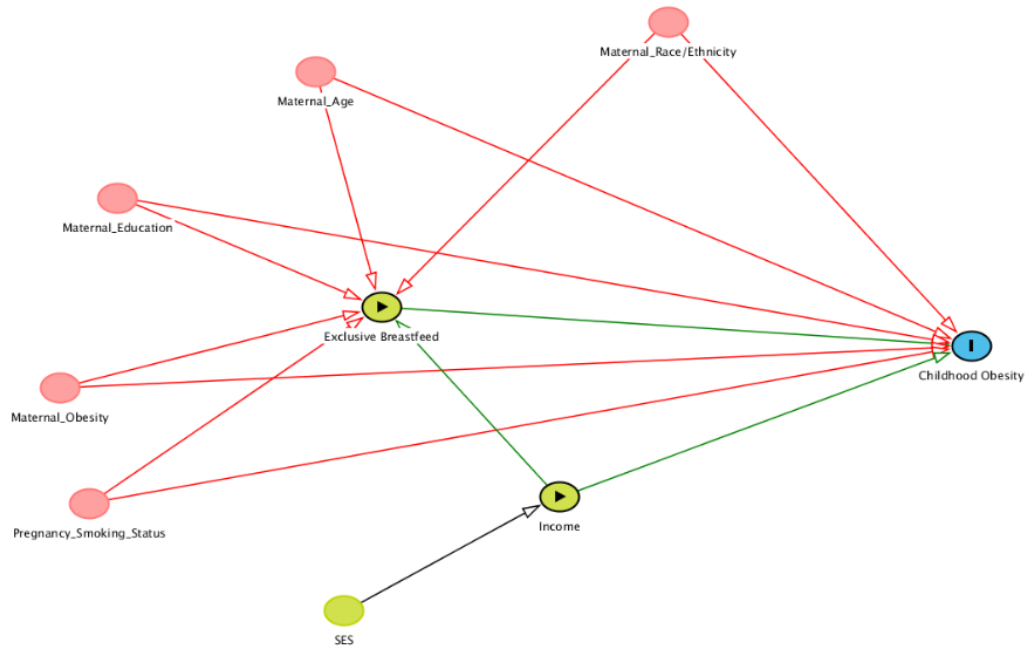 Maternal_Race/Ethnicity
Maternal_Age
Maternal_Education
Exclusive Breastfeed
Childhood Obesity
Maternal_Obesity
Pregnancy_Smoking_Status
Income
SES